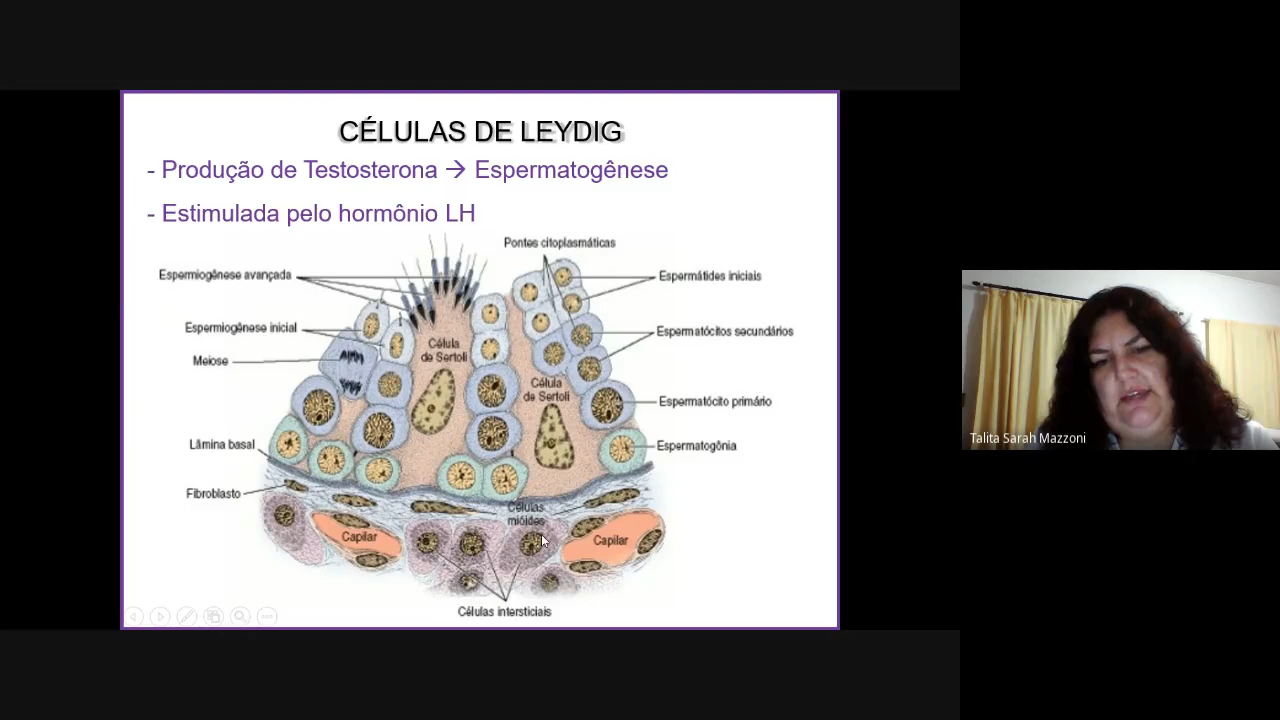 CÉLULAS DE LEYDIG
- Produção de Testosterona → Espermatogênese
- Estimulada pelo hormônio LH
Pontes citoplasmáticas
Espermiogênese avançada
Espermátides iniciais
Espermiogênese inicial
Espermatócitos secundários
Célula
de Sertoli
Meiose
Célula
de Sertoli
Espermatócito primário
Lâmina basal
Espermatogônia
Fibroblasto
Células
mióides
Capilar
Capilar
Células intersticiais
Talita Sarah Mazzoni